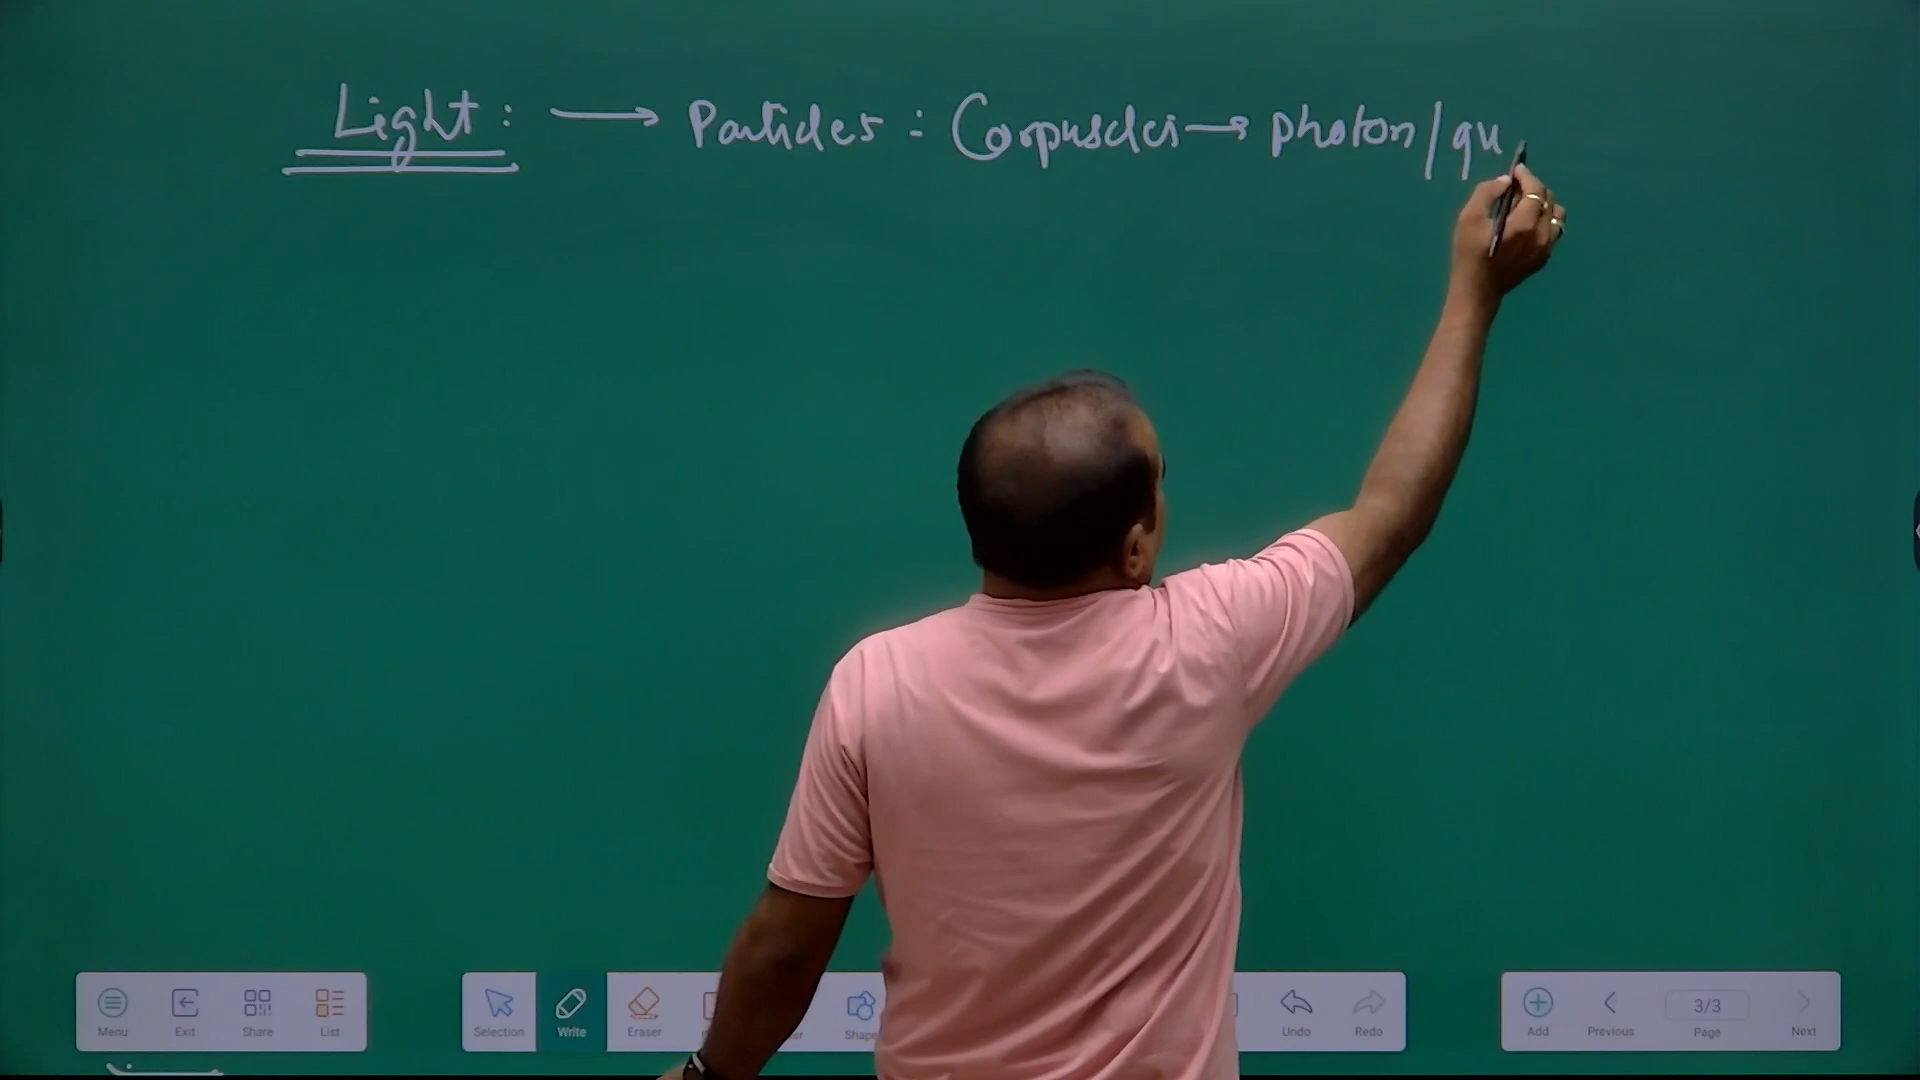 Light : → Particles : Corpuscles → photon/qu
Menu Exit Share List Selection Write Eraser Shape Undo Redo Add Previous 3/3 Page Next